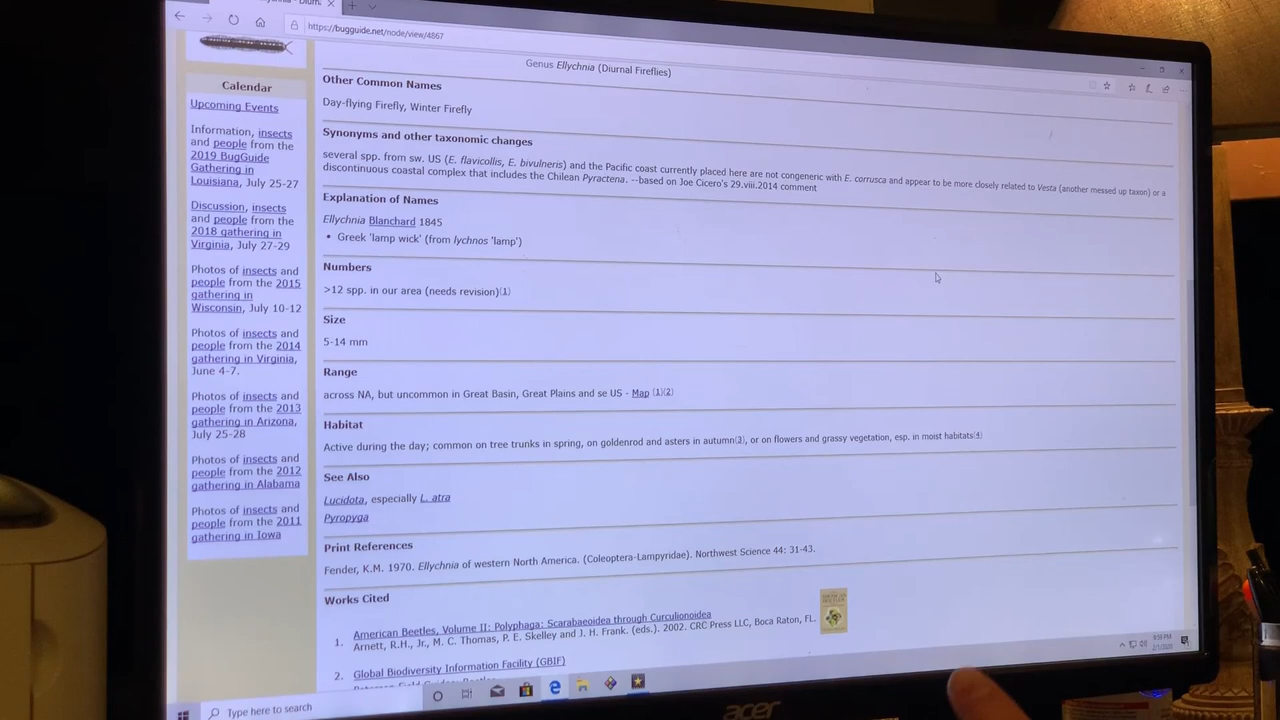 https://bugguide.net/node/view/4867
Genus Ellychnia (Diurnal Fireflies)
Calendar
Upcoming Events
Information, insects
and people from the
2019 BugGuide
Gathering in
Louisiana, July 25-27
Discussion, insects
and people from the
2018 gathering in
Virginia, July 27-29
Photos of insects and
people from the 2015
gathering in
Wisconsin, July 10-12
Photos of insects and
people from the 2014
gathering in Virginia,
June 4-7.
Photos of insects and
people from the 2013
gathering in Arizona,
July 25-28
Photos of insects and
people from the 2012
gathering in Alabama
Photos of insects and
people from the 2011
gathering in Iowa
Other Common Names
Day-flying Firefly, Winter Firefly
Synonyms and other taxonomic changes
several spp. from sw. US (E. flavicollis, E. bivulneris) and the Pacific coast currently placed here are not congeneric with E. corrusca and appear to be more closely related to Vesta (another messed up taxon) or a
discontinuous coastal complex that includes the Chilean Pyractena. --based on Joe Cicero's 29.viii.2014 comment
Explanation of Names
Ellychnia Blanchard 1845
• Greek 'lamp wick' (from lychnos 'lamp')
Numbers
>12 spp. in our area (needs revision)(1)
Size
5-14 mm
Range
across NA, but uncommon in Great Basin, Great Plains and se US - Map (1)(2)
Habitat
Active during the day; common on tree trunks in spring, on goldenrod and asters in autumn(3), or on flowers and grassy vegetation, esp. in moist habitats(4)
See Also
Lucidota, especially L. atra
Pyropyga
Print References
Fender, K.M. 1970. Ellychnia of western North America. (Coleoptera-Lampyridae). Northwest Science 44: 31-43.
Works Cited
1. American Beetles, Volume II: Polyphaga: Scarabaeoidea through Curculionoidea
Arnett, R.H., Jr., M. C. Thomas, P. E. Skelley and J. H. Frank. (eds.). 2002. CRC Press LLC, Boca Raton, FL.
2. Global Biodiversity Information Facility (GBIF)
Type here to search
acer